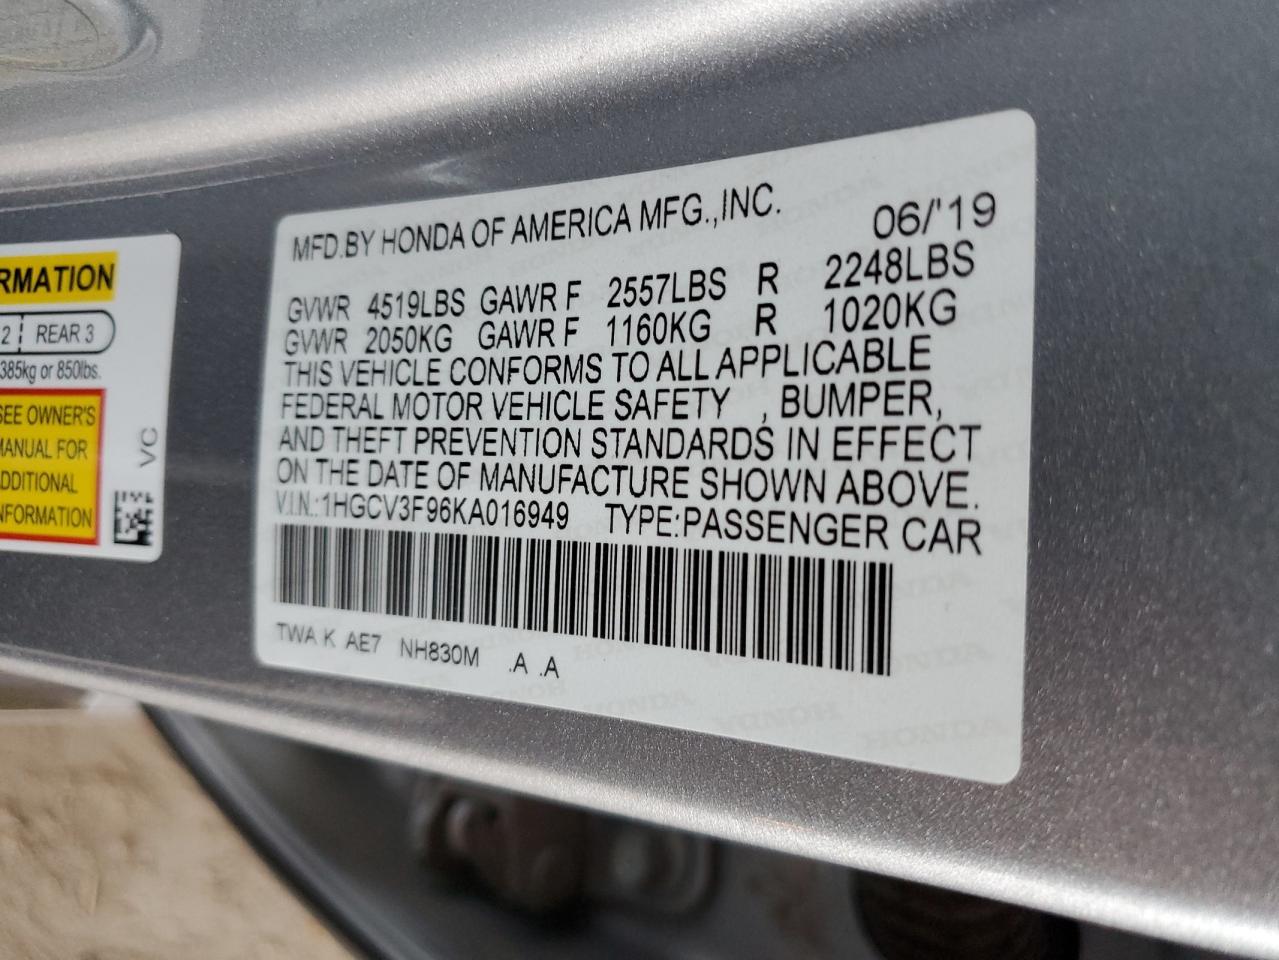 RMATION
2 REAR 3
385kg or 850lbs.
SEE OWNER'S
MANUAL FOR
ADDITIONAL
INFORMATION
VC
MFD.BY HONDA OF AMERICA MFG.,INC. 06/'19
GVWR 4519LBS GAWR F 2557LBS R 2248LBS
GVWR 2050KG GAWR F 1160KG R 1020KG
THIS VEHICLE CONFORMS TO ALL APPLICABLE
FEDERAL MOTOR VEHICLE SAFETY , BUMPER,
AND THEFT PREVENTION STANDARDS IN EFFECT
ON THE DATE OF MANUFACTURE SHOWN ABOVE.
V.I.N.:1HGCV3F96KA016949 TYPE:PASSENGER CAR
TWA K AE7 NH830M .A .A